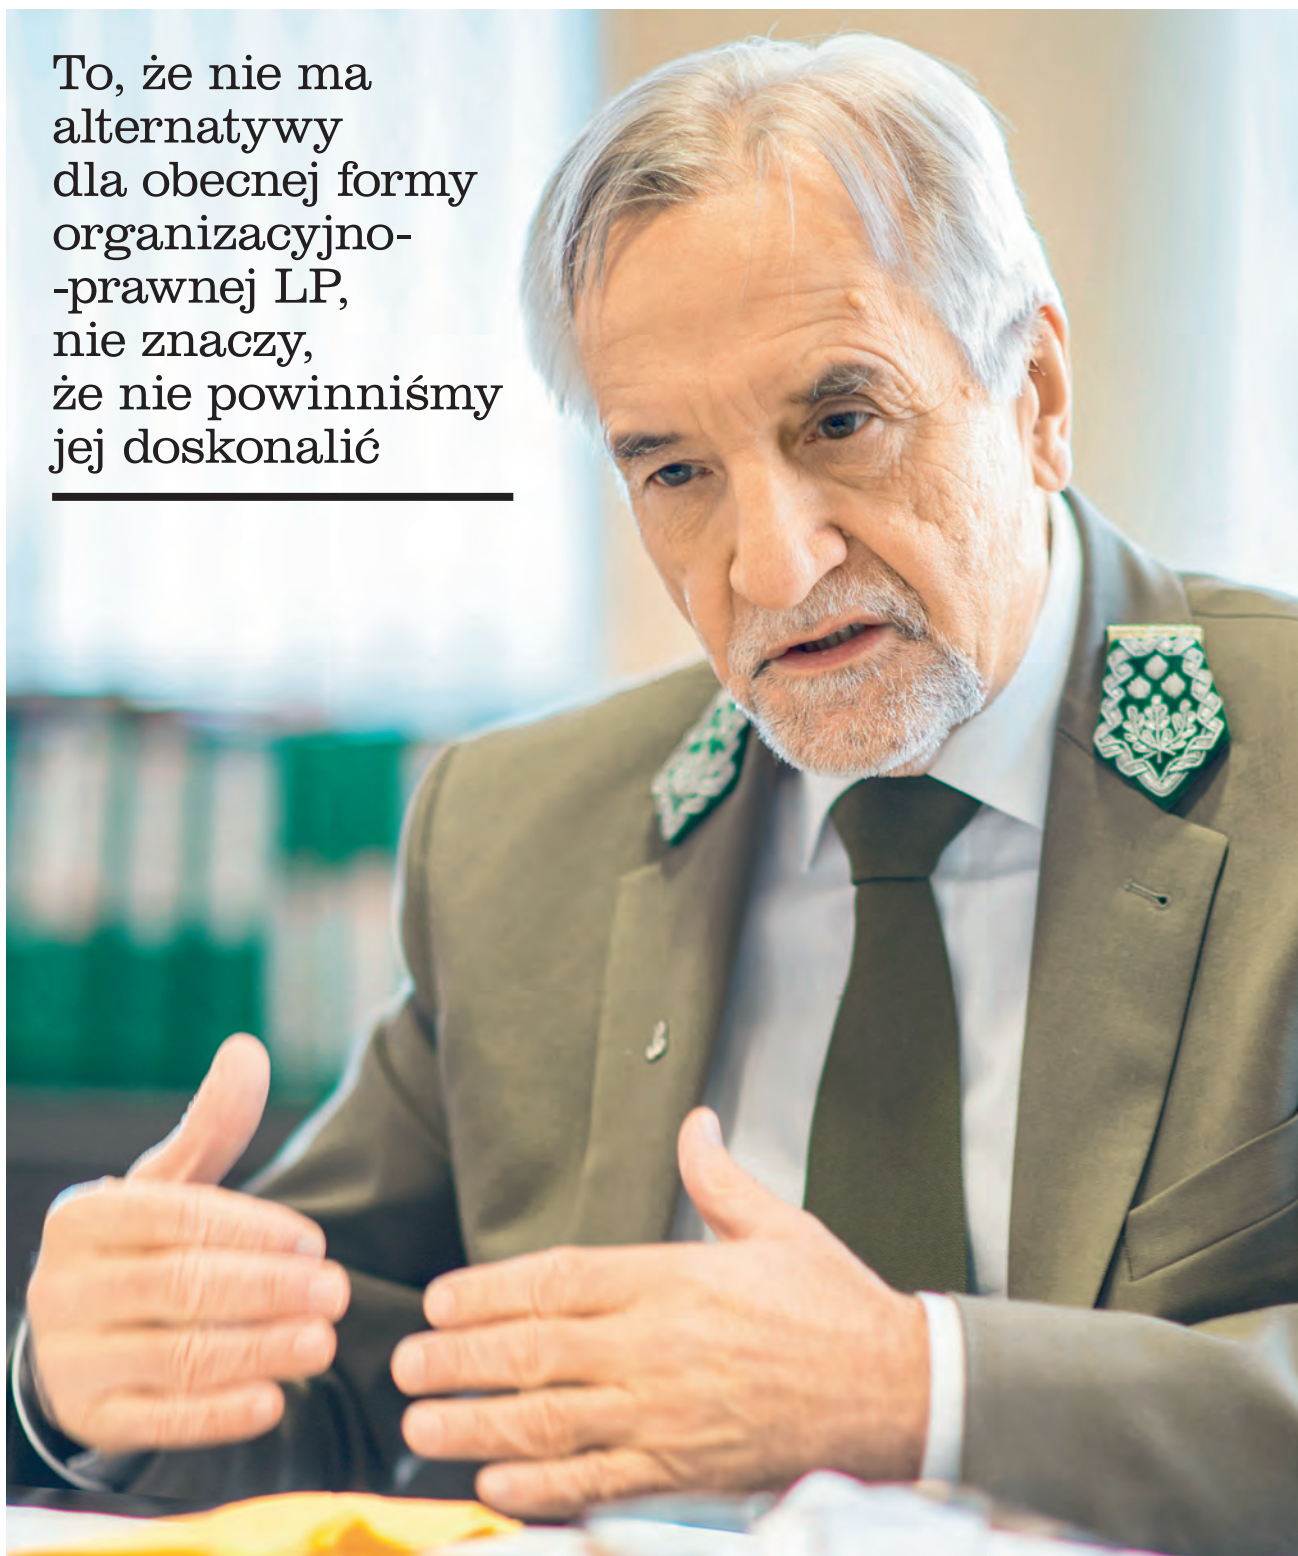 To, że nie ma
alternatywy
dla obecnej formy
organizacyjno-
-prawnej LP,
nie znaczy,
że nie powinniśmy
jej doskonalić